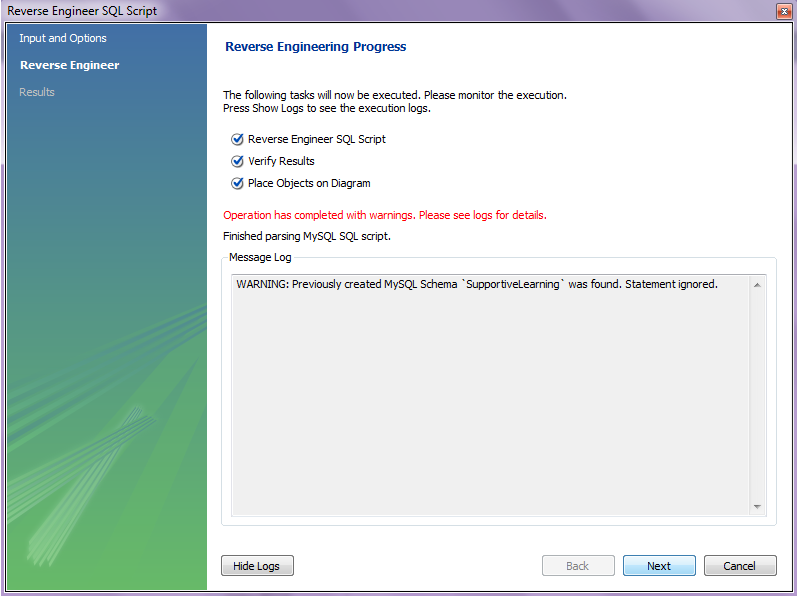 Reverse Engineer SQL Script
Input and Options
Reverse Engineer
Results
Reverse Engineering Progress
The following tasks will now be executed. Please monitor the execution.
Press Show Logs to see the execution logs.
Reverse Engineer SQL Script
Verify Results
Place Objects on Diagram
Operation has completed with warnings. Please see logs for details.
Finished parsing MySQL SQL script.
Message Log
WARNING: Previously created MySQL Schema `SupportiveLearning` was found. Statement ignored.
Hide Logs
Back
Next
Cancel